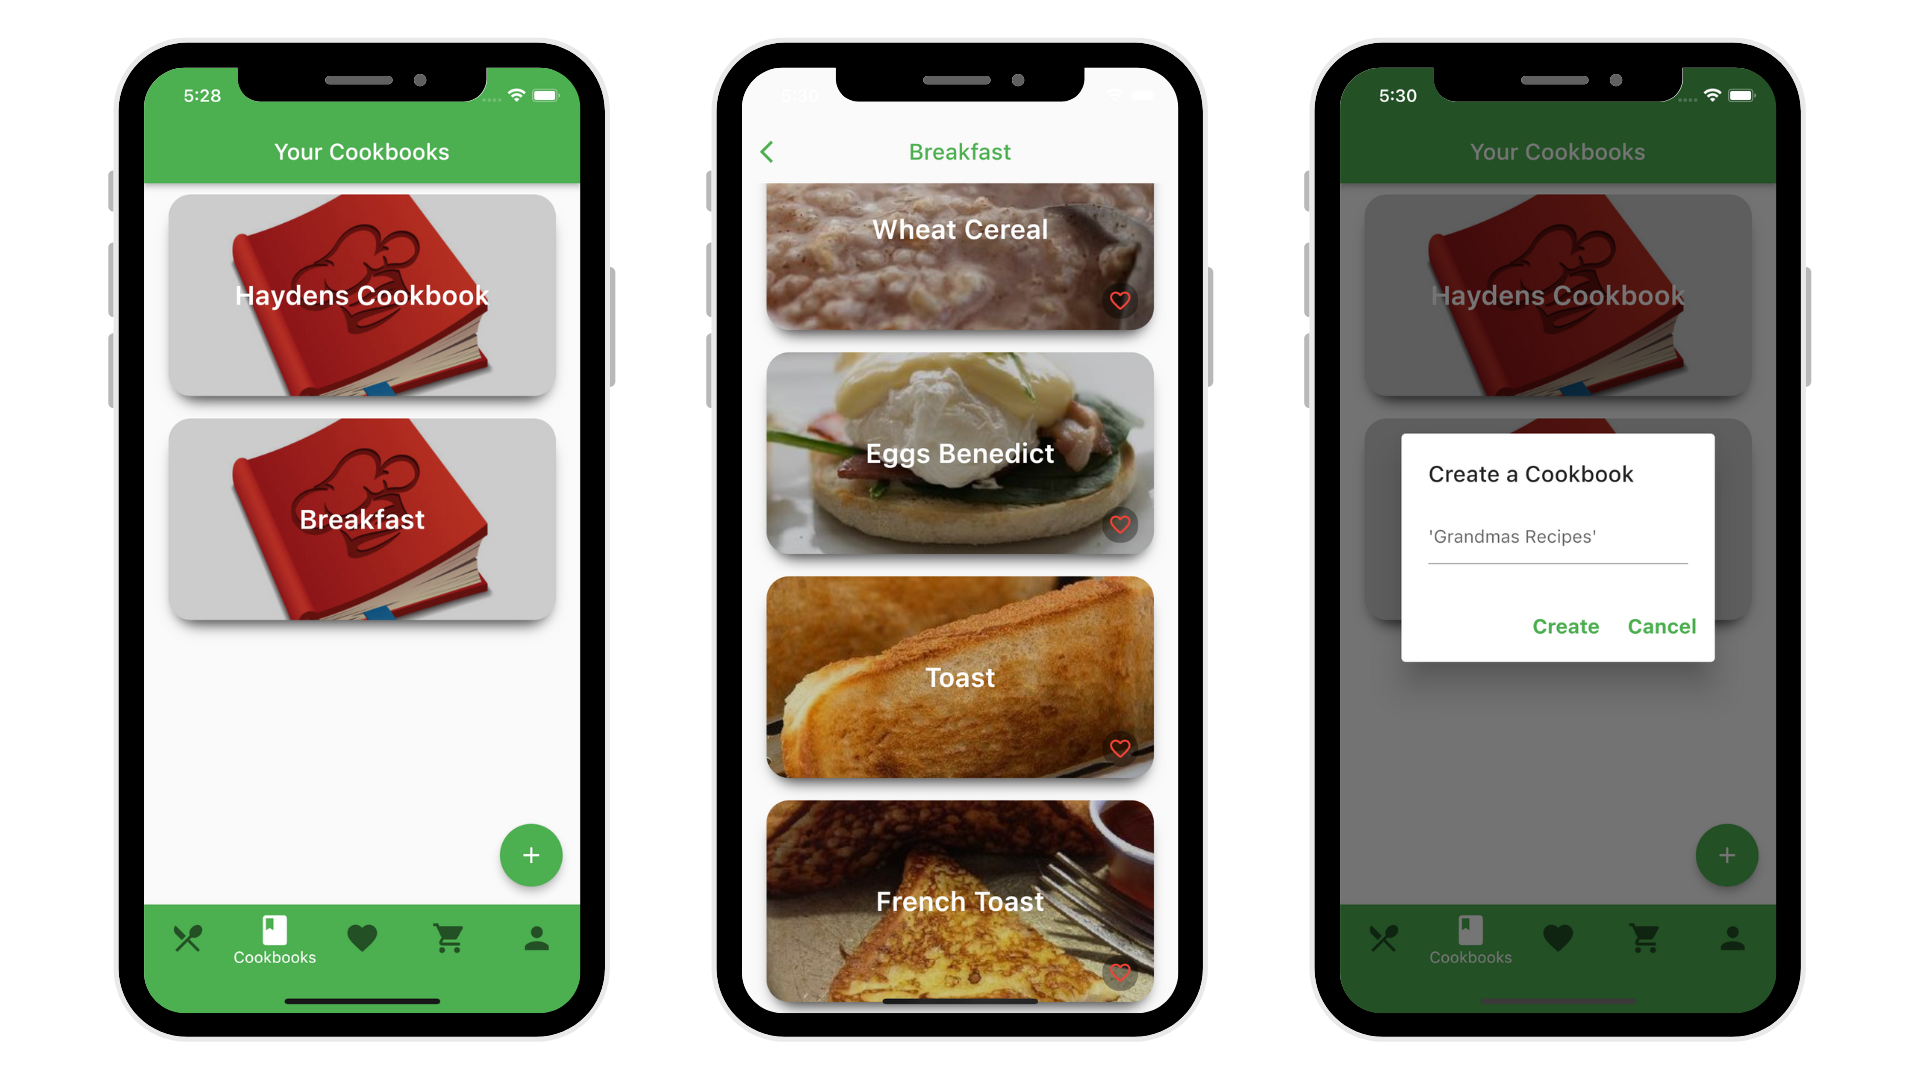 5:28
Your Cookbooks
Haydens Cookbook
Breakfast
Cookbooks
5:30
Breakfast
Wheat Cereal
Eggs Benedict
Toast
French Toast
5:30
Your Cookbooks
Haydens Cookbook
Create a Cookbook
'Grandmas Recipes'
Create Cancel
Cookbooks